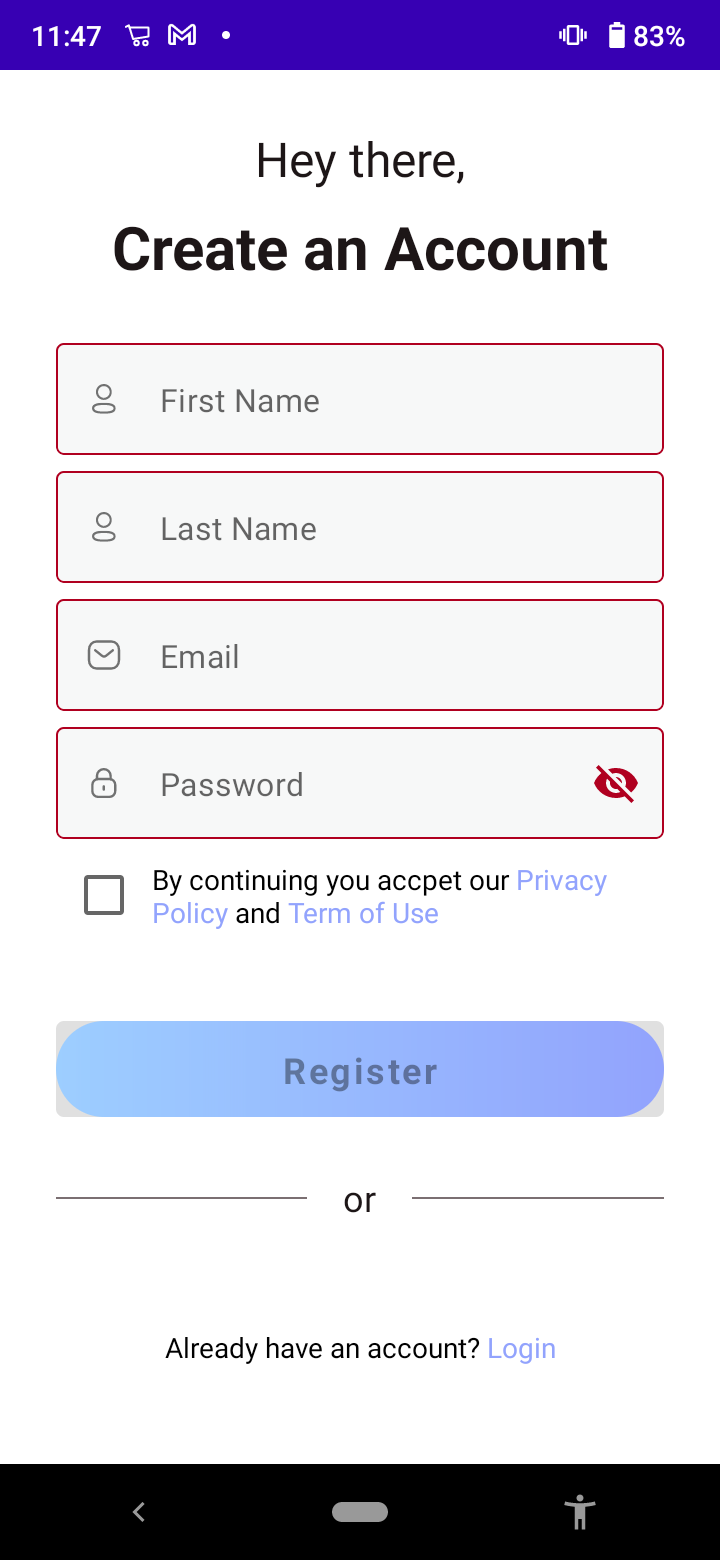 11:47
83%
Hey there,
Create an Account
First Name
Last Name
Email
Password
By continuing you accpet our Privacy
Policy and Term of Use
Register
or
Already have an account? Login